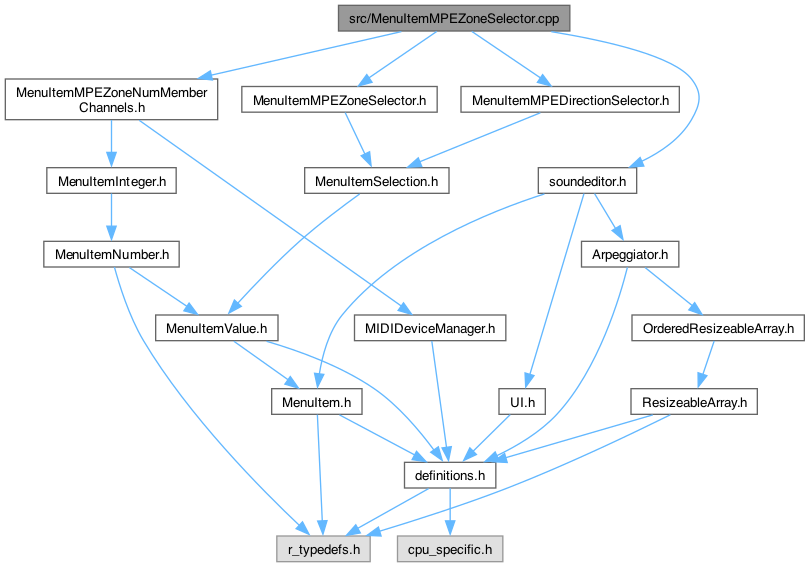 src/MenuItemMPEZoneSelector.cpp
MenuItemMPEZoneNumMember
Channels.h
MenuItemMPEZoneSelector.h
MenuItemMPEDirectionSelector.h
MenuItemInteger.h
MenuItemSelection.h
soundeditor.h
MenuItemNumber.h
Arpeggiator.h
MenuItemValue.h
MIDIDeviceManager.h
OrderedResizeableArray.h
MenuItem.h
UI.h
ResizeableArray.h
definitions.h
r_typedefs.h
cpu_specific.h